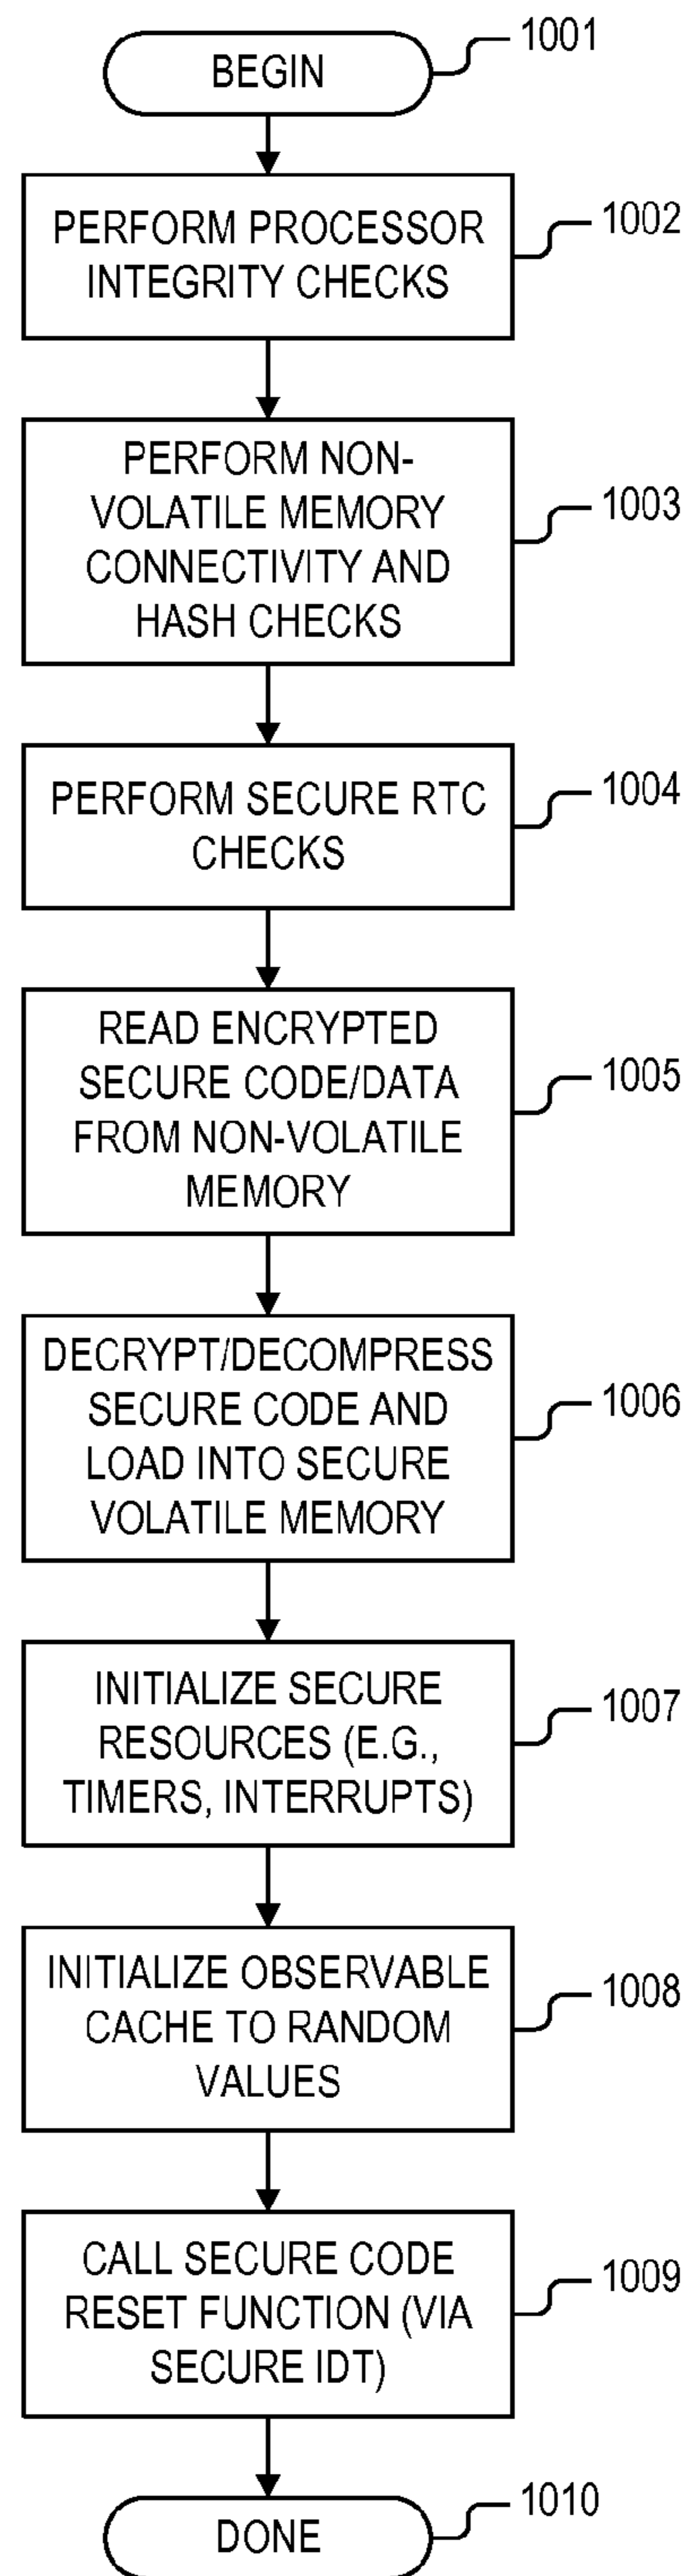 BEGIN
1001
PERFORM PROCESSOR
INTEGRITY CHECKS
1002
PERFORM NON-
VOLATILE MEMORY
CONNECTIVITY AND
HASH CHECKS
1003
PERFORM SECURE RTC
CHECKS
1004
READ ENCRYPTED
SECURE CODE/DATA
FROM NON-VOLATILE
MEMORY
1005
DECRYPT/DECOMPRESS
SECURE CODE AND
LOAD INTO SECURE
VOLATILE MEMORY
1006
INITIALIZE SECURE
RESOURCES (E.G.,
TIMERS, INTERRUPTS)
1007
INITIALIZE OBSERVABLE
CACHE TO RANDOM
VALUES
1008
CALL SECURE CODE
RESET FUNCTION (VIA
SECURE IDT)
1009
DONE
1010